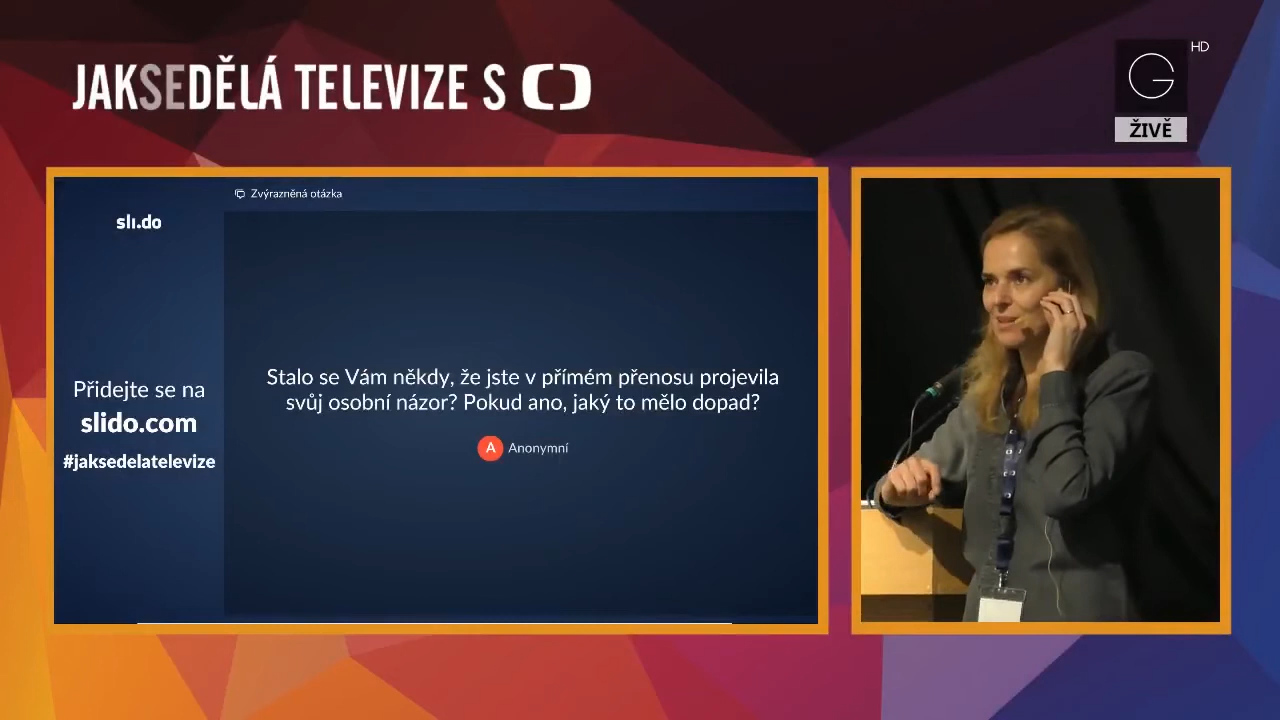 JAKSEDĚLÁ TELEVIZE S
HD
G
ŽIVĚ
Zvýrazněná otázka
sli.do
Přidejte se na
slido.com
#jaksedelatelevize
Stalo se Vám někdy, že jste v přímém přenosu projevila
svůj osobní názor? Pokud ano, jaký to mělo dopad?
A Anonymní